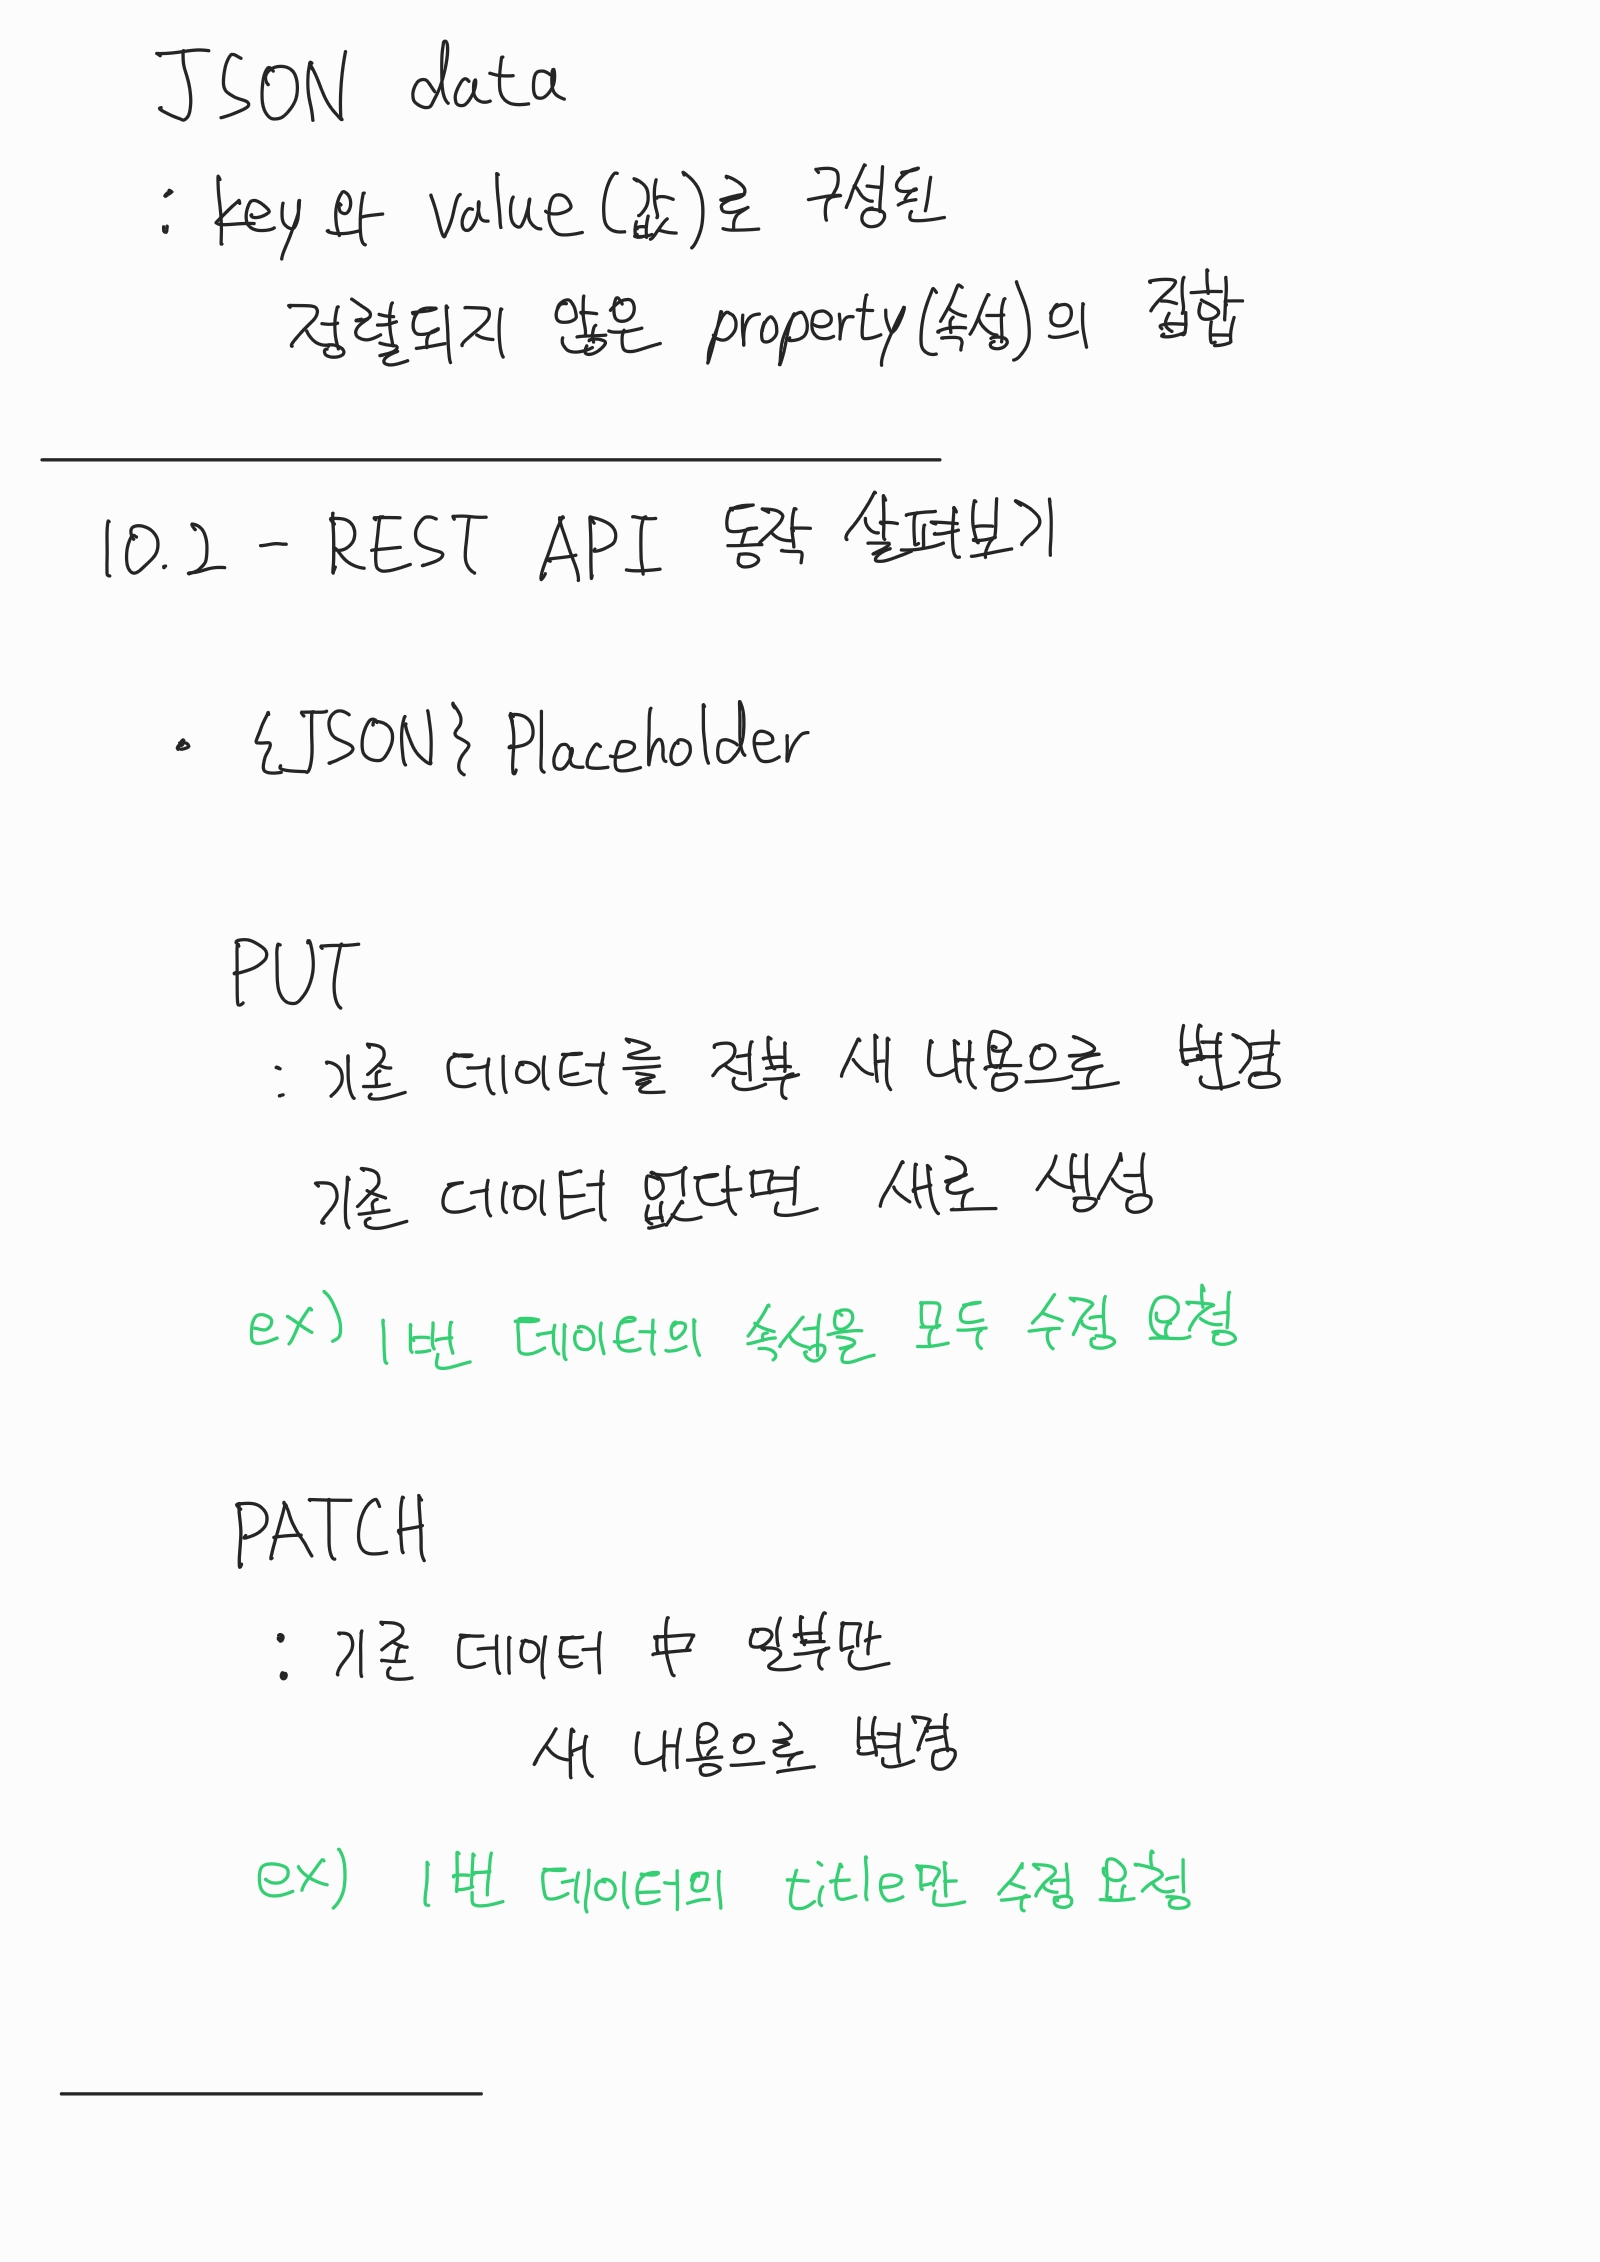 JSON data
: key와 value(값)로 구성된
정렬되지 않은 property(속성)의 집합
10.2 - REST API 동작 살펴보기
• {JSON} Placeholder
PUT
: 기존 데이터를 전부 새 내용으로 변경
기존 데이터 없다면 새로 생성
ex) 1번 데이터의 속성을 모두 수정 요청
PATCH
: 기존 데이터 中 일부만
새 내용으로 변경
ex) 1번 데이터의 title만 수정 요청